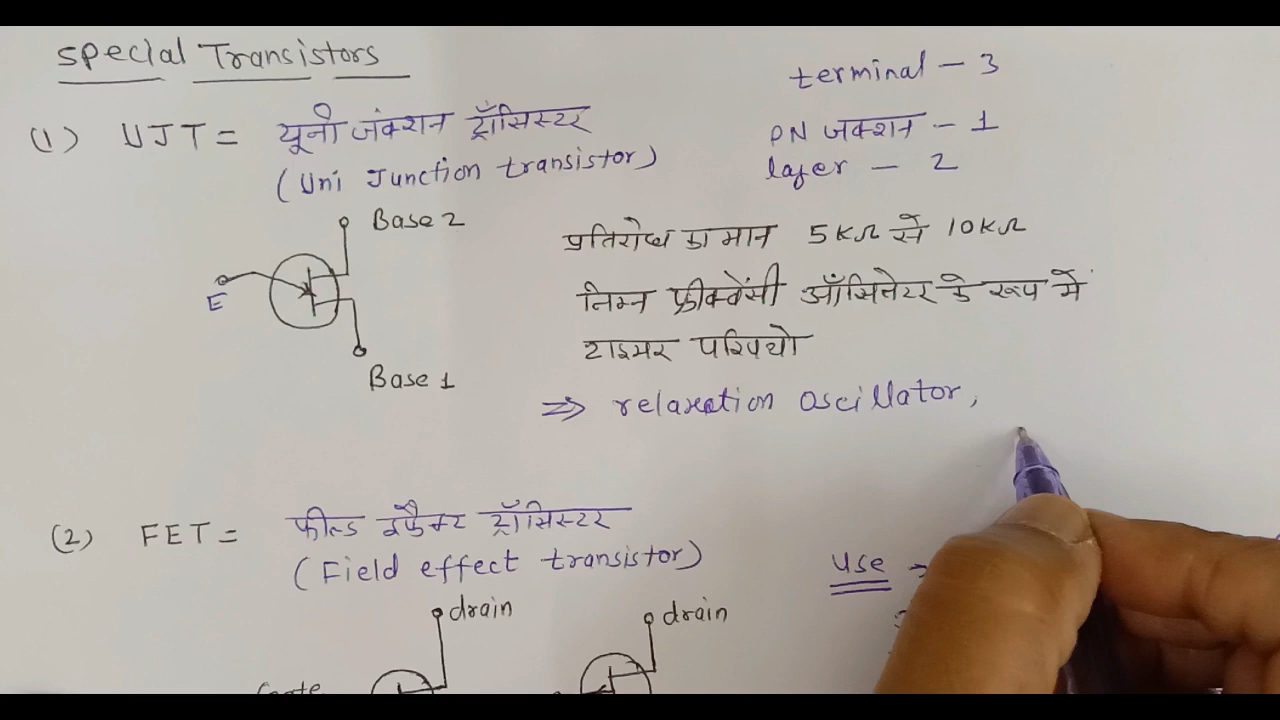 Special Transistors
terminal - 3
(1) UJT = यूनी जंक्शन ट्रॉंसिस्टर
(Uni Junction transistor)
PN जक्शन - 1
layer - 2
Base 2
E
Base 1
प्रतिरोध का मान 5KΩ से 10KΩ
निम्न फ्रीक्वेंसी ऑंसिलेटर के रूप में
टाइमर परिपथो
⇒ relaxation oscillator,
(2) FET = फील्ड इफैक्ट ट्रॉंसिस्टर
(Field effect transistor)
Use →
drain
drain